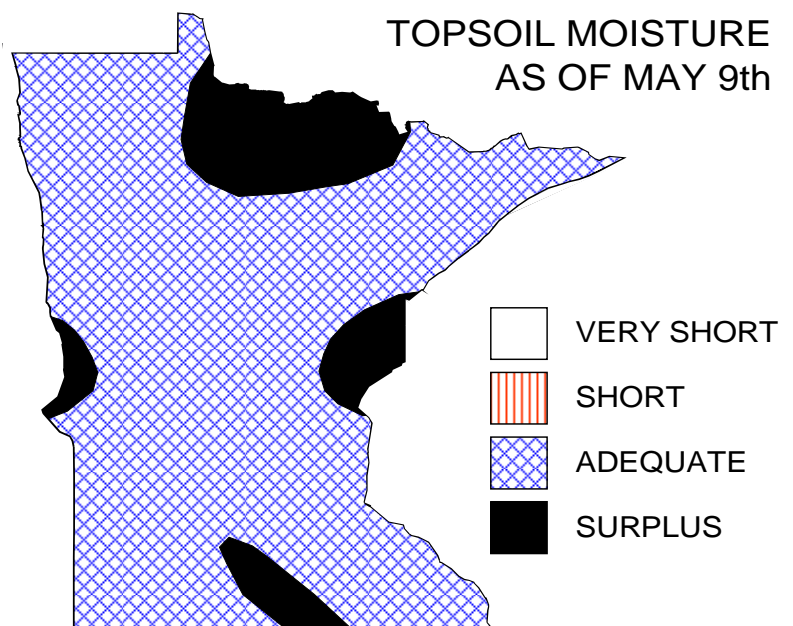 TOPSOIL MOISTURE
AS OF MAY 9th
VERY SHORT
SHORT
ADEQUATE
SURPLUS